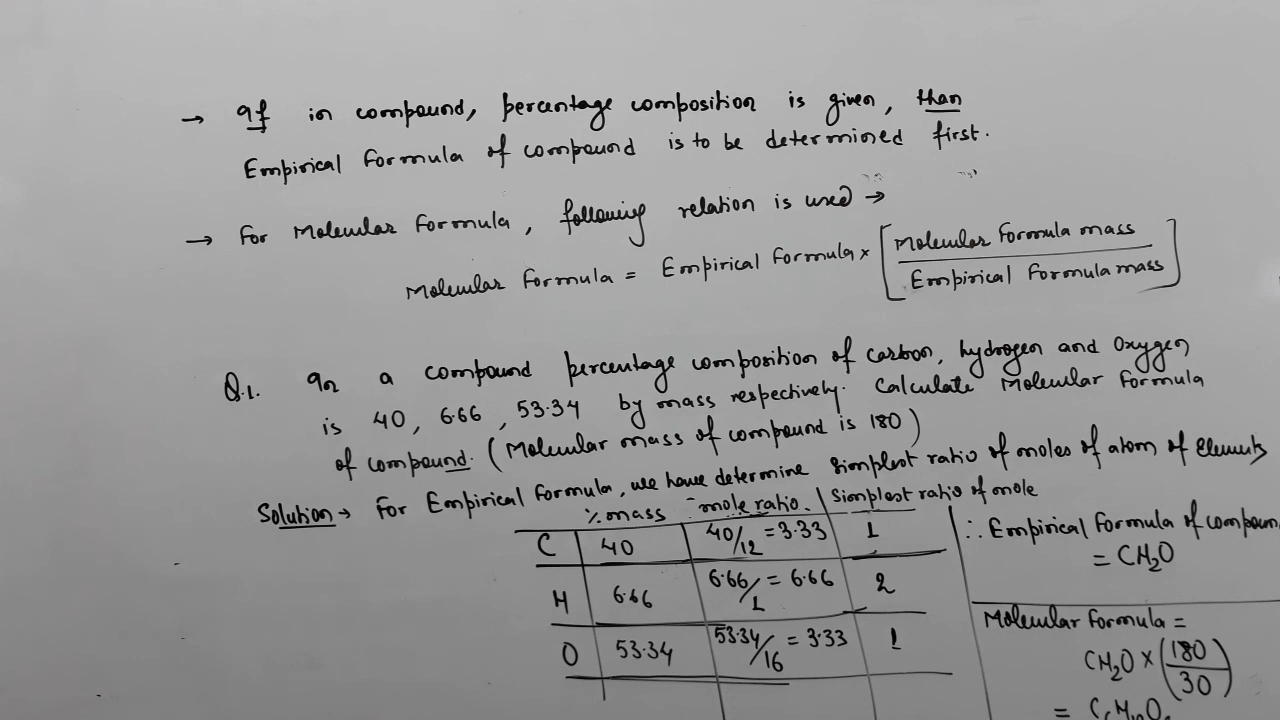 → If in compound, percentage composition is given, than
Empirical formula of compound is to be determined first.
→ For Molecular formula, following relation is used →
Molecular formula = Empirical formula × [Molecular formula mass / Empirical formula mass]
Q.1. In a compound percentage composition of carbon, hydrogen and Oxygen
is 40, 6.66, 53.34 by mass respectively. Calculate Molecular formula
of compound. (Molecular mass of compound is 180)
Solution → For Empirical formula, we have determine simplest ratio of moles of atom of Elements
% mass mole ratio. Simplest ratio of mole
C 40 40/12 = 3.33 1
H 6.66 6.66/1 = 6.66 2
O 53.34 53.34/16 = 3.33 1
∴ Empirical formula of compoun
= CH₂O
Molecular formula =
CH₂O × (180/30)